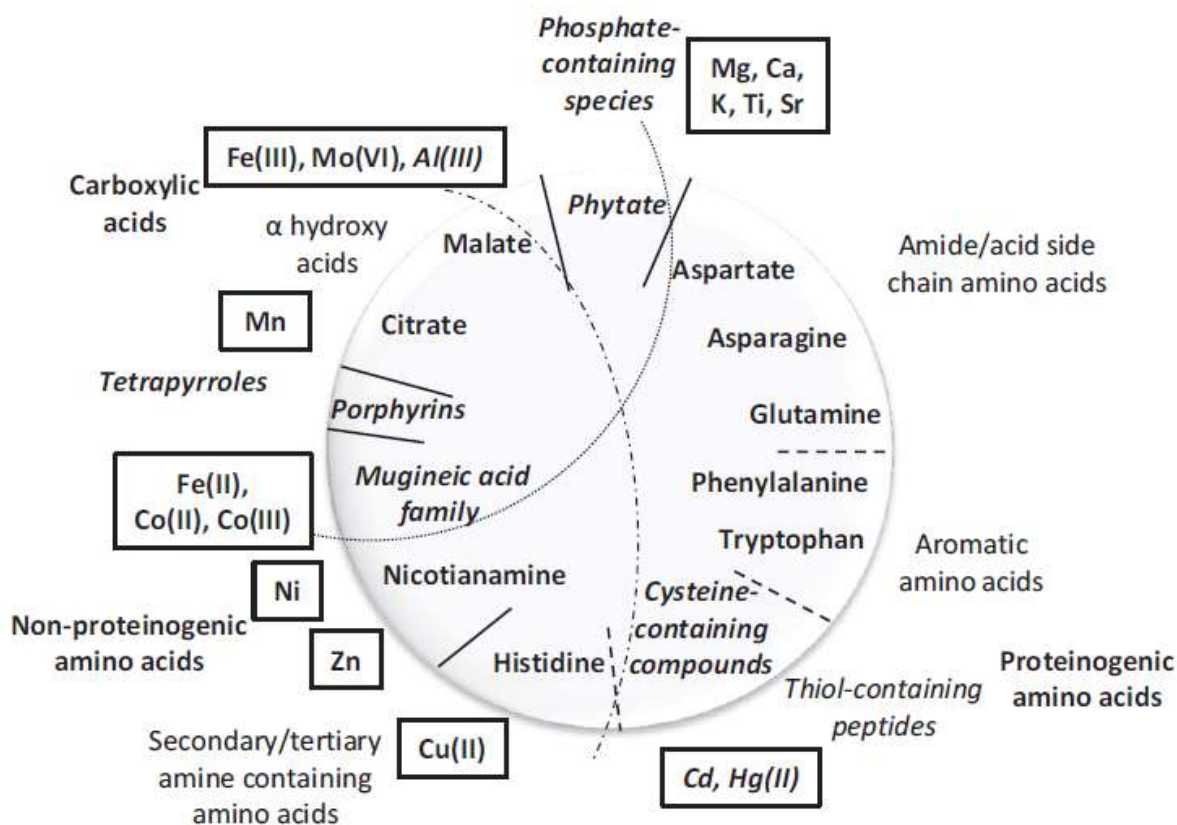 Phosphate-
containing
species
Mg, Ca,
K, Ti, Sr
Fe(III), Mo(VI), Al(III)
Carboxylic
acids
α hydroxy
acids
Malate
Phytate
Aspartate
Amide/acid side
chain amino acids
Mn
Citrate
Asparagine
Tetrapyrroles
Porphyrins
Glutamine
Fe(II),
Co(II), Co(III)
Mugineic acid
family
Phenylalanine
Tryptophan
Aromatic
amino acids
Ni
Nicotianamine
Cysteine-
containing
compounds
Non-proteinogenic
amino acids
Zn
Histidine
Thiol-containing
peptides
Proteinogenic
amino acids
Secondary/tertiary
amine containing
amino acids
Cu(II)
Cd, Hg(II)